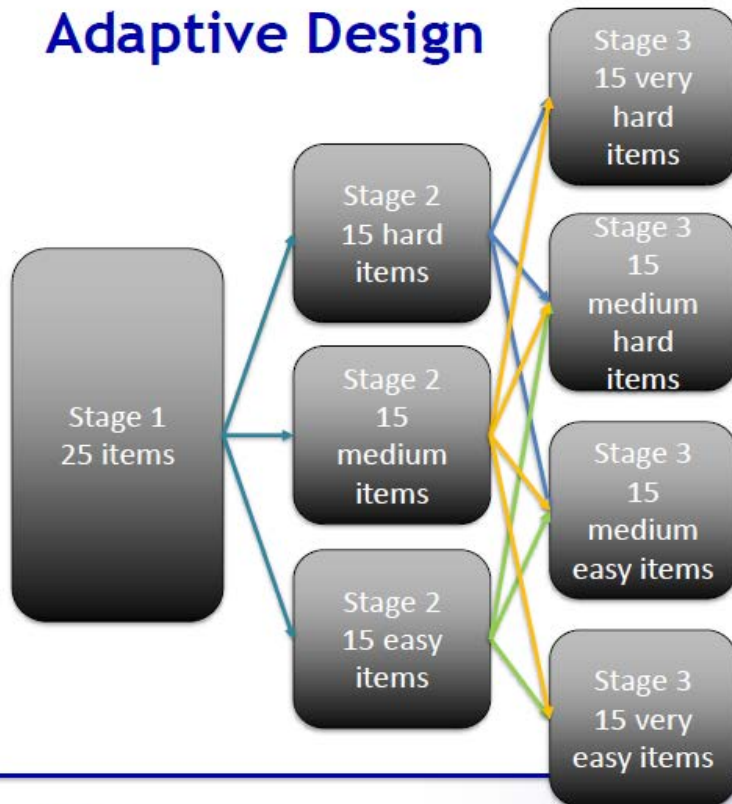 Adaptive Design
Stage 1
25 items
Stage 2
15 hard
items
Stage 2
15
medium
items
Stage 2
15 easy
items
Stage 3
15 very
hard
items
Stage 3
15
medium
hard
items
Stage 3
15
medium
easy items
Stage 3
15 very
easy items